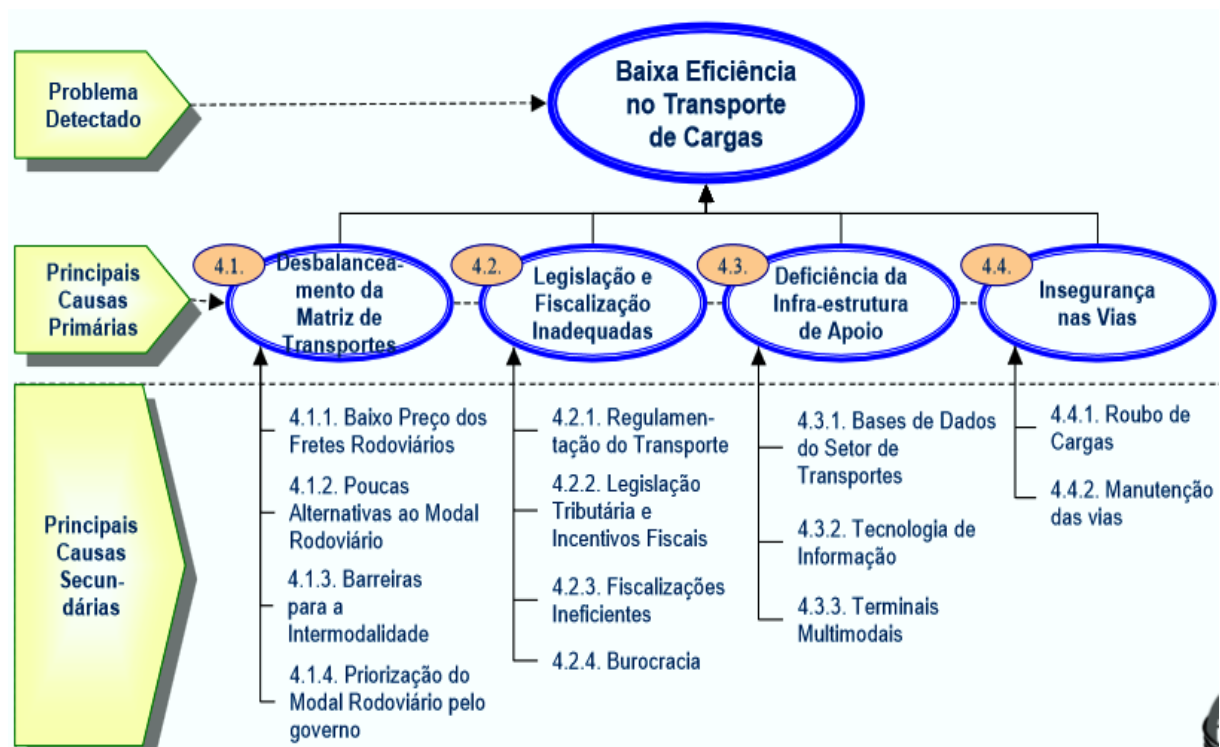 Problema
Detectado
Baixa Eficiência
no Transporte
de Cargas
Principais
Causas
Primárias
4.1.
Desbalanceá-
mento da
Matriz de
Transportes
4.2.
Legislação e
Fiscalização
Inadequadas
4.3.
Deficiência da
Infra-estrutura
de Apoio
4.4.
Insegurança
nas Vias
Principais
Causas
Secun-
dárias
4.1.1. Baixo Preço dos
Fretes Rodoviários
4.1.2. Poucas
Alternativas ao Modal
Rodoviário
4.1.3. Barreiras
para a
Intermodalidade
4.1.4. Priorização do
Modal Rodoviário pelo
governo
4.2.1. Regulamen-
tação do Transporte
4.2.2. Legislação
Tributária e
Incentivos Fiscais
4.2.3. Fiscalizações
Ineficientes
4.2.4. Burocracia
4.3.1. Bases de Dados
do Setor de
Transportes
4.3.2. Tecnologia de
Informação
4.3.3. Terminais
Multimodais
4.4.1. Roubo de
Cargas
4.4.2. Manutenção
das vias